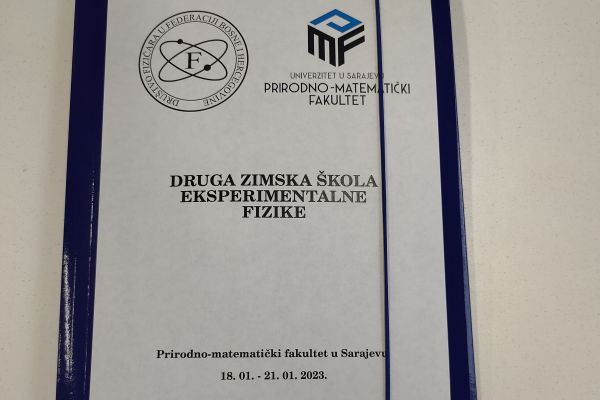 DRUŠTVO FIZIČARA U FEDERACIJI BOSNE I HERCEGOVINE
F
PMF
UNIVERZITET U SARAJEVU
PRIRODNO-MATEMATIČKI
FAKULTET
DRUGA ZIMSKA ŠKOLA
EKSPERIMENTALNE
FIZIKE
Prirodno-matematički fakultet u Sarajevu
18. 01. - 21. 01. 2023.